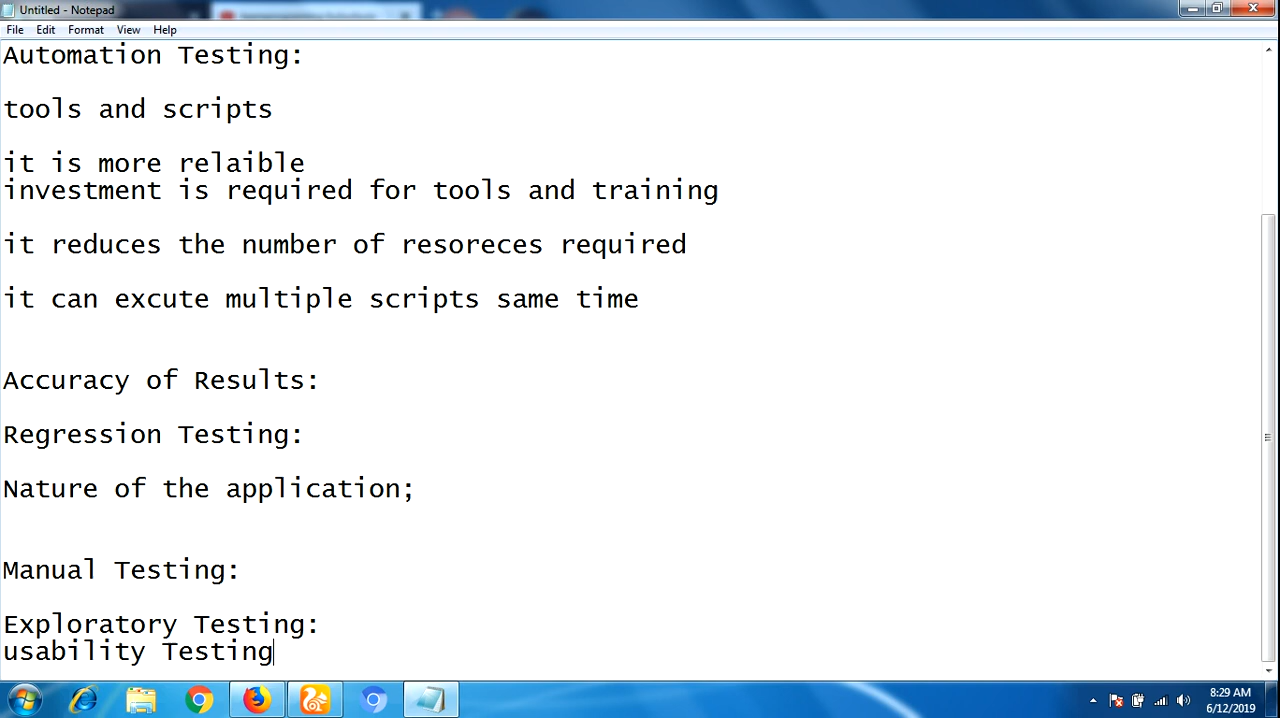 Untitled - Notepad
File Edit Format View Help
Automation Testing:
tools and scripts
it is more relaible
investment is required for tools and training
it reduces the number of resoreces required
it can excute multiple scripts same time
Accuracy of Results:
Regression Testing:
Nature of the application;
Manual Testing:
Exploratory Testing:
usability Testing
8:29 AM
6/12/2019